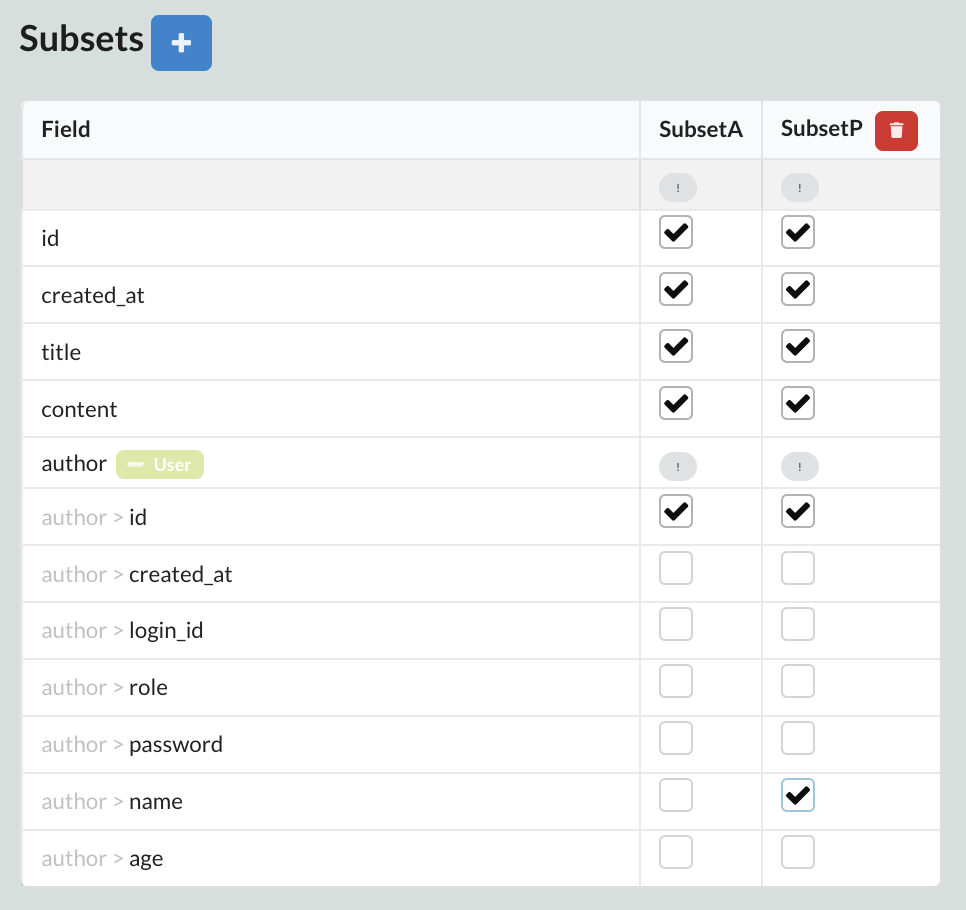 Subsets +
Field SubsetA SubsetP
! !
id
created_at
title
content
author User ! !
author > id
author > created_at
author > login_id
author > role
author > password
author > name
author > age